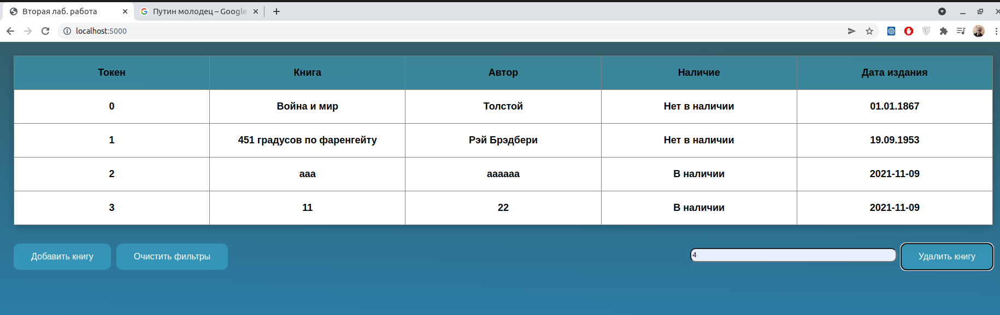 Вторая лаб. работа
Путин молодец – Google
localhost:5000
Токен Книга Автор Наличие Дата издания
0 Война и мир Толстой Нет в наличии 01.01.1867
1 451 градусов по фаренгейту Рэй Брэдбери Нет в наличии 19.09.1953
2 ааа аааааа В наличии 2021-11-09
3 11 22 В наличии 2021-11-09
Добавить книгу Очистить фильтры 4 Удалить книгу